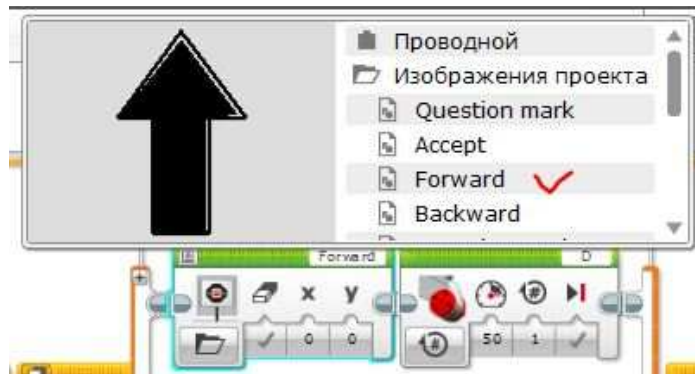 Проводной
Изображения проекта
Question mark
Accept
Forward
Backward
Forward
D
x y
#
0 0
# 50 1